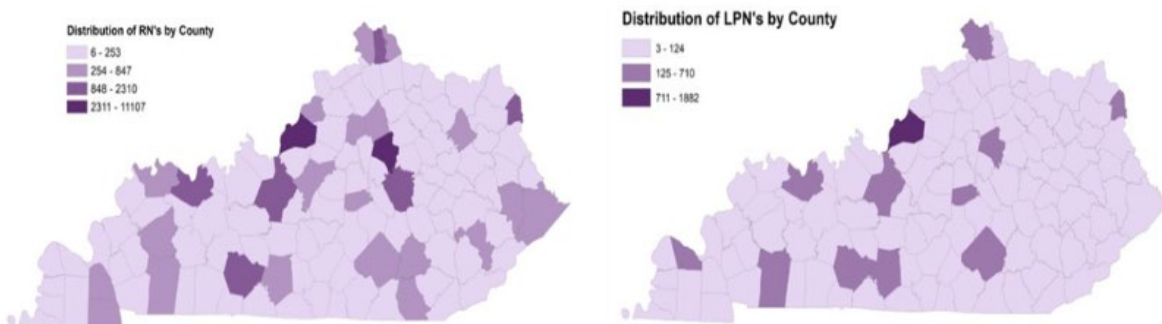 Distribution of RN's by County
6 - 253
254 - 847
848 - 2310
2311 - 11107
Distribution of LPN's by County
3 - 124
125 - 710
711 - 1882